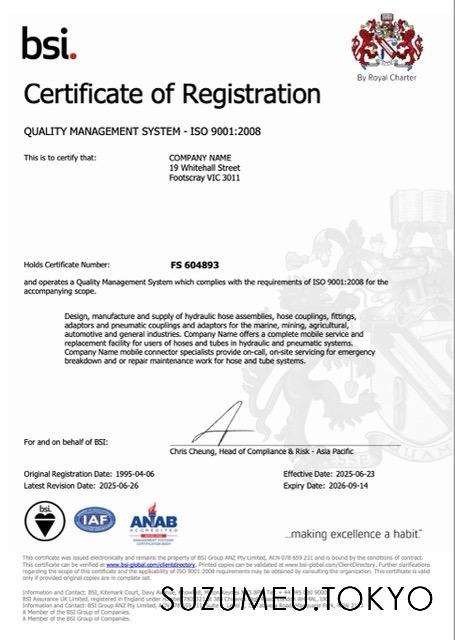 bsi.
By Royal Charter
Certificate of Registration
QUALITY MANAGEMENT SYSTEM - ISO 9001:2008
This is to certify that:
COMPANY NAME
19 Whitehall Street
Footscray VIC 3011
Holds Certificate Number:
FS 604893
and operates a Quality Management System which complies with the requirements of ISO 9001:2008 for the
accompanying scope.
Design, manufacture and supply of hydraulic hose assemblies, hose couplings, fittings,
adaptors and pneumatic couplings and adaptors for the marine, mining, agricultural,
automotive and general industries. Company Name offers a complete mobile service and
replacement facility for users of hoses and tubes in hydraulic and pneumatic systems.
Company Name mobile connector specialists provide on-call, on-site servicing for emergency
breakdown and or repair maintenance work for hose and tube systems.
For and on behalf of BSI:
Chris Cheung, Head of Compliance & Risk - Asia Pacific
Original Registration Date: 1995-04-06
Effective Date: 2025-06-23
Latest Revision Date: 2025-06-26
Expiry Date: 2026-09-14
bsi.
IAF
ANAB
ACCREDITED
...making excellence a habit.™
This certificate was issued electronically and remains the property of BSI Group ANZ Pty Limited, ACN 078 659 211 and is bound by the conditions of contract.
This certificate can be verified at www.bsi-global.com/clientdirectory. Printed copies can be validated at www.bsi-global.com/ClientDirectory. Further clarifications
regarding the scope of this certificate and the applicability of ISO 9001:2008 requirements may be obtained by consulting the organization. This certificate is valid
only if provided original copies are in complete set.
Information and Contact: BSI, Kitemark Court, Davy
BSI Assurance UK Limited, registered in England under
Information and Contact: BSI Group ANZ Pty Limited,
A Member of the BSI Group of Companies.
A Member of the BSI Group.
SUZUMEU.TOKYO